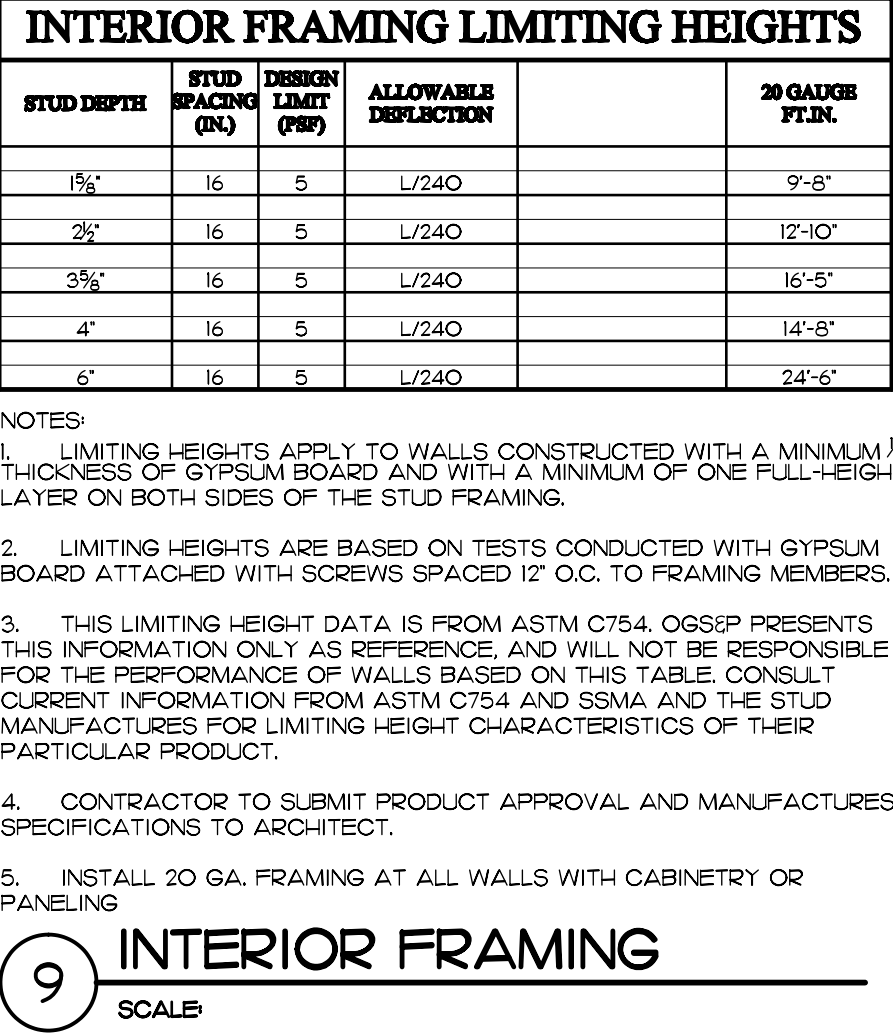 INTERIOR FRAMING LIMITING HEIGHTS
STUD DEPTH STUD SPACING (IN.) DESIGN LIMIT (PSF) ALLOWABLE DEFLECTION 20 GAUGE FT.IN.
1⅝" 16 5 L/240 9'-8"
2½" 16 5 L/240 12'-10"
3⅝" 16 5 L/240 16'-5"
4" 16 5 L/240 14'-8"
6" 16 5 L/240 24'-6"
NOTES:
1. LIMITING HEIGHTS APPLY TO WALLS CONSTRUCTED WITH A MINIMUM
THICKNESS OF GYPSUM BOARD AND WITH A MINIMUM OF ONE FULL-HEIGH
LAYER ON BOTH SIDES OF THE STUD FRAMING.
2. LIMITING HEIGHTS ARE BASED ON TESTS CONDUCTED WITH GYPSUM
BOARD ATTACHED WITH SCREWS SPACED 12" O.C. TO FRAMING MEMBERS.
3. THIS LIMITING HEIGHT DATA IS FROM ASTM C754. OGS&P PRESENTS
THIS INFORMATION ONLY AS REFERENCE, AND WILL NOT BE RESPONSIBLE
FOR THE PERFORMANCE OF WALLS BASED ON THIS TABLE. CONSULT
CURRENT INFORMATION FROM ASTM C754 AND SSMA AND THE STUD
MANUFACTURES FOR LIMITING HEIGHT CHARACTERISTICS OF THEIR
PARTICULAR PRODUCT.
4. CONTRACTOR TO SUBMIT PRODUCT APPROVAL AND MANUFACTURES
SPECIFICATIONS TO ARCHITECT.
5. INSTALL 20 GA. FRAMING AT ALL WALLS WITH CABINETRY OR
PANELING
9 INTERIOR FRAMING
SCALE: